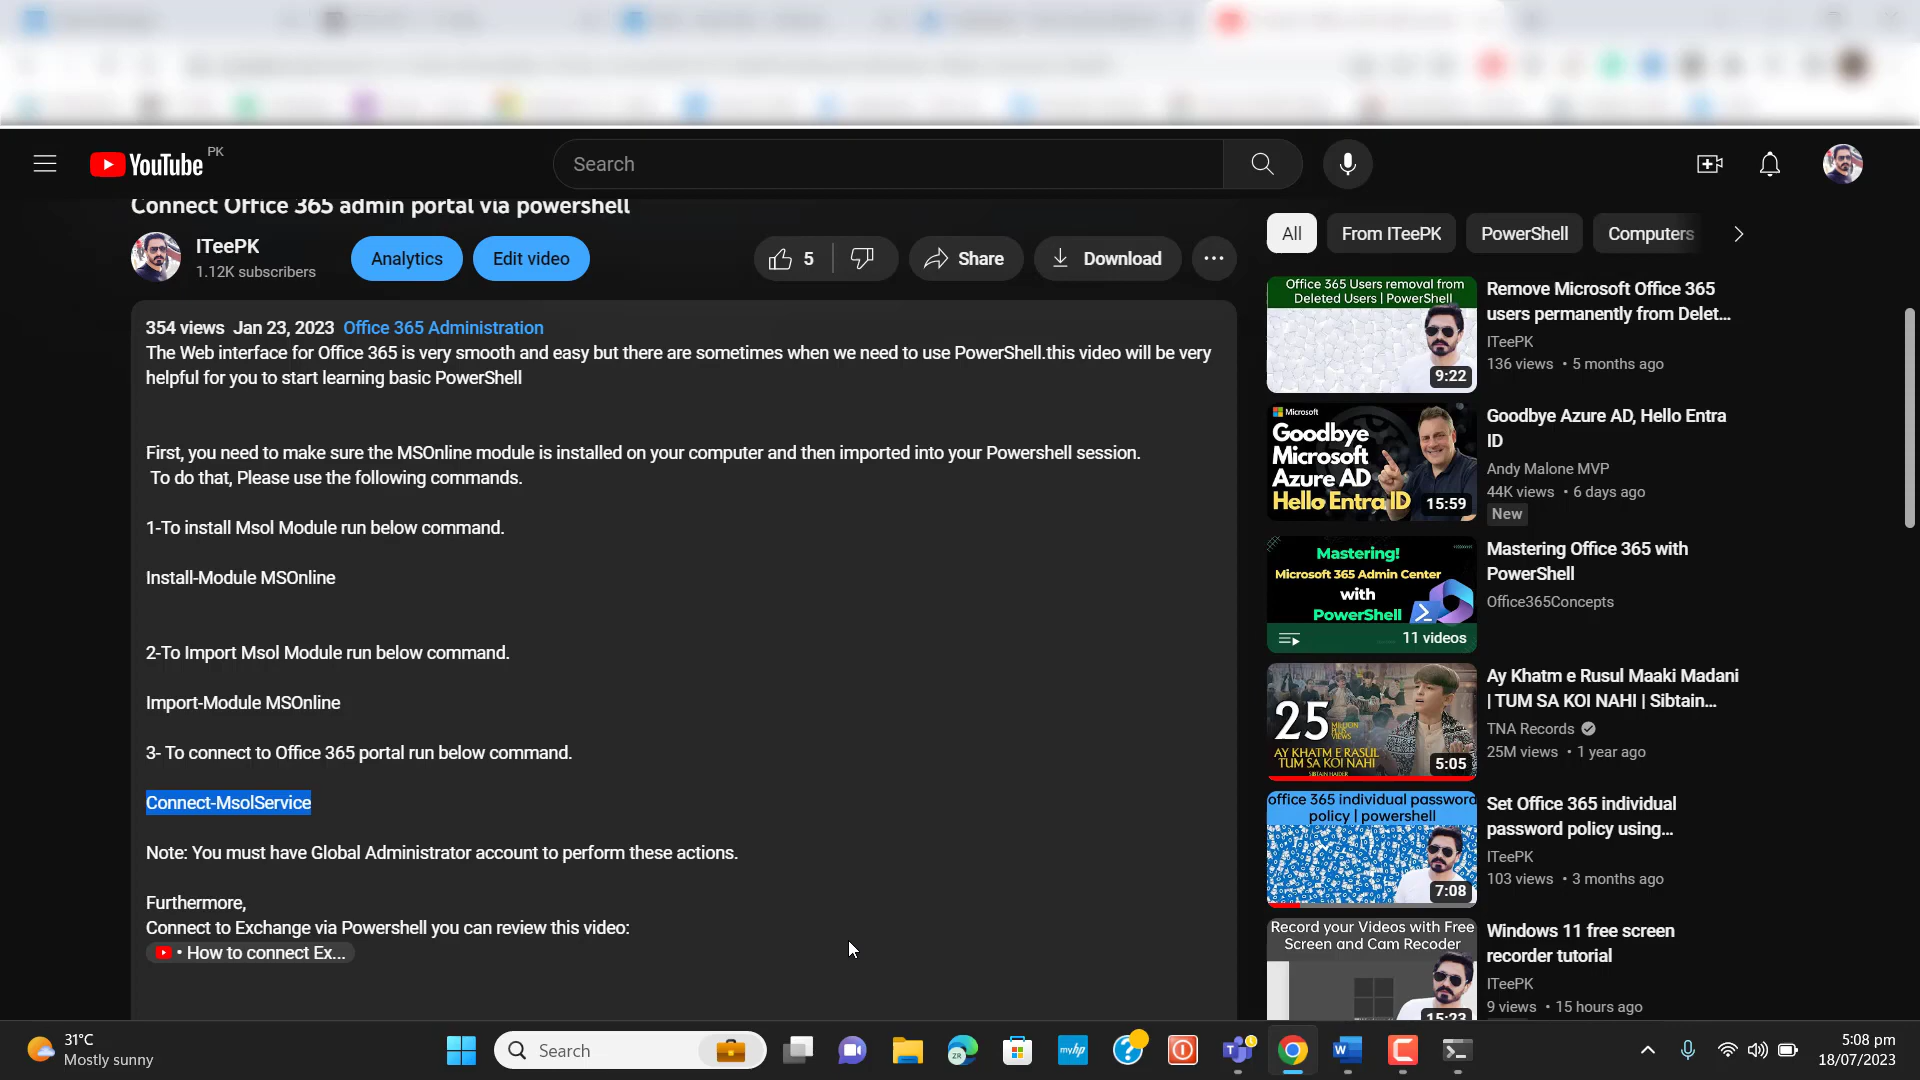 YouTube PK
Search
Connect Office 365 admin portal via powershell
ITeePK
1.12K subscribers
Analytics
Edit video
5
Share
Download
354 views Jan 23, 2023 Office 365 Administration
The Web interface for Office 365 is very smooth and easy but there are sometimes when we need to use PowerShell.this video will be very
helpful for you to start learning basic PowerShell
First, you need to make sure the MSOnline module is installed on your computer and then imported into your Powershell session.
To do that, Please use the following commands.
1-To install Msol Module run below command.
Install-Module MSOnline
2-To Import Msol Module run below command.
Import-Module MSOnline
3- To connect to Office 365 portal run below command.
Connect-MsolService
Note: You must have Global Administrator account to perform these actions.
Furthermore,
Connect to Exchange via Powershell you can review this video:
• How to connect Ex...
All
From ITeePK
PowerShell
Computers
Office 365 Users removal from
Deleted Users | PowerShell
9:22
Remove Microsoft Office 365
users permanently from Delet...
ITeePK
136 views • 5 months ago
Microsoft
Goodbye
Microsoft
Azure AD
Hello Entra ID
15:59
Goodbye Azure AD, Hello Entra
ID
Andy Malone MVP
44K views • 6 days ago
New
Mastering!
Microsoft 365 Admin Center
with
PowerShell
11 videos
Mastering Office 365 with
PowerShell
Office365Concepts
25 MILLION
PLUS
VIEWS
AY KHATM E RASUL
TUM SA KOI NAHI
SIBTAIN HAIDER
5:05
Ay Khatm e Rusul Maaki Madani
| TUM SA KOI NAHI | Sibtain...
TNA Records
25M views • 1 year ago
office 365 individual password
policy | powershell
7:08
Set Office 365 individual
password policy using...
ITeePK
103 views • 3 months ago
Record your Videos with Free
Screen and Cam Recoder
15:23
Windows 11 free screen
recorder tutorial
ITeePK
9 views • 15 hours ago
31°C
Mostly sunny
Search
ZR
myhp
5:08 pm
18/07/2023